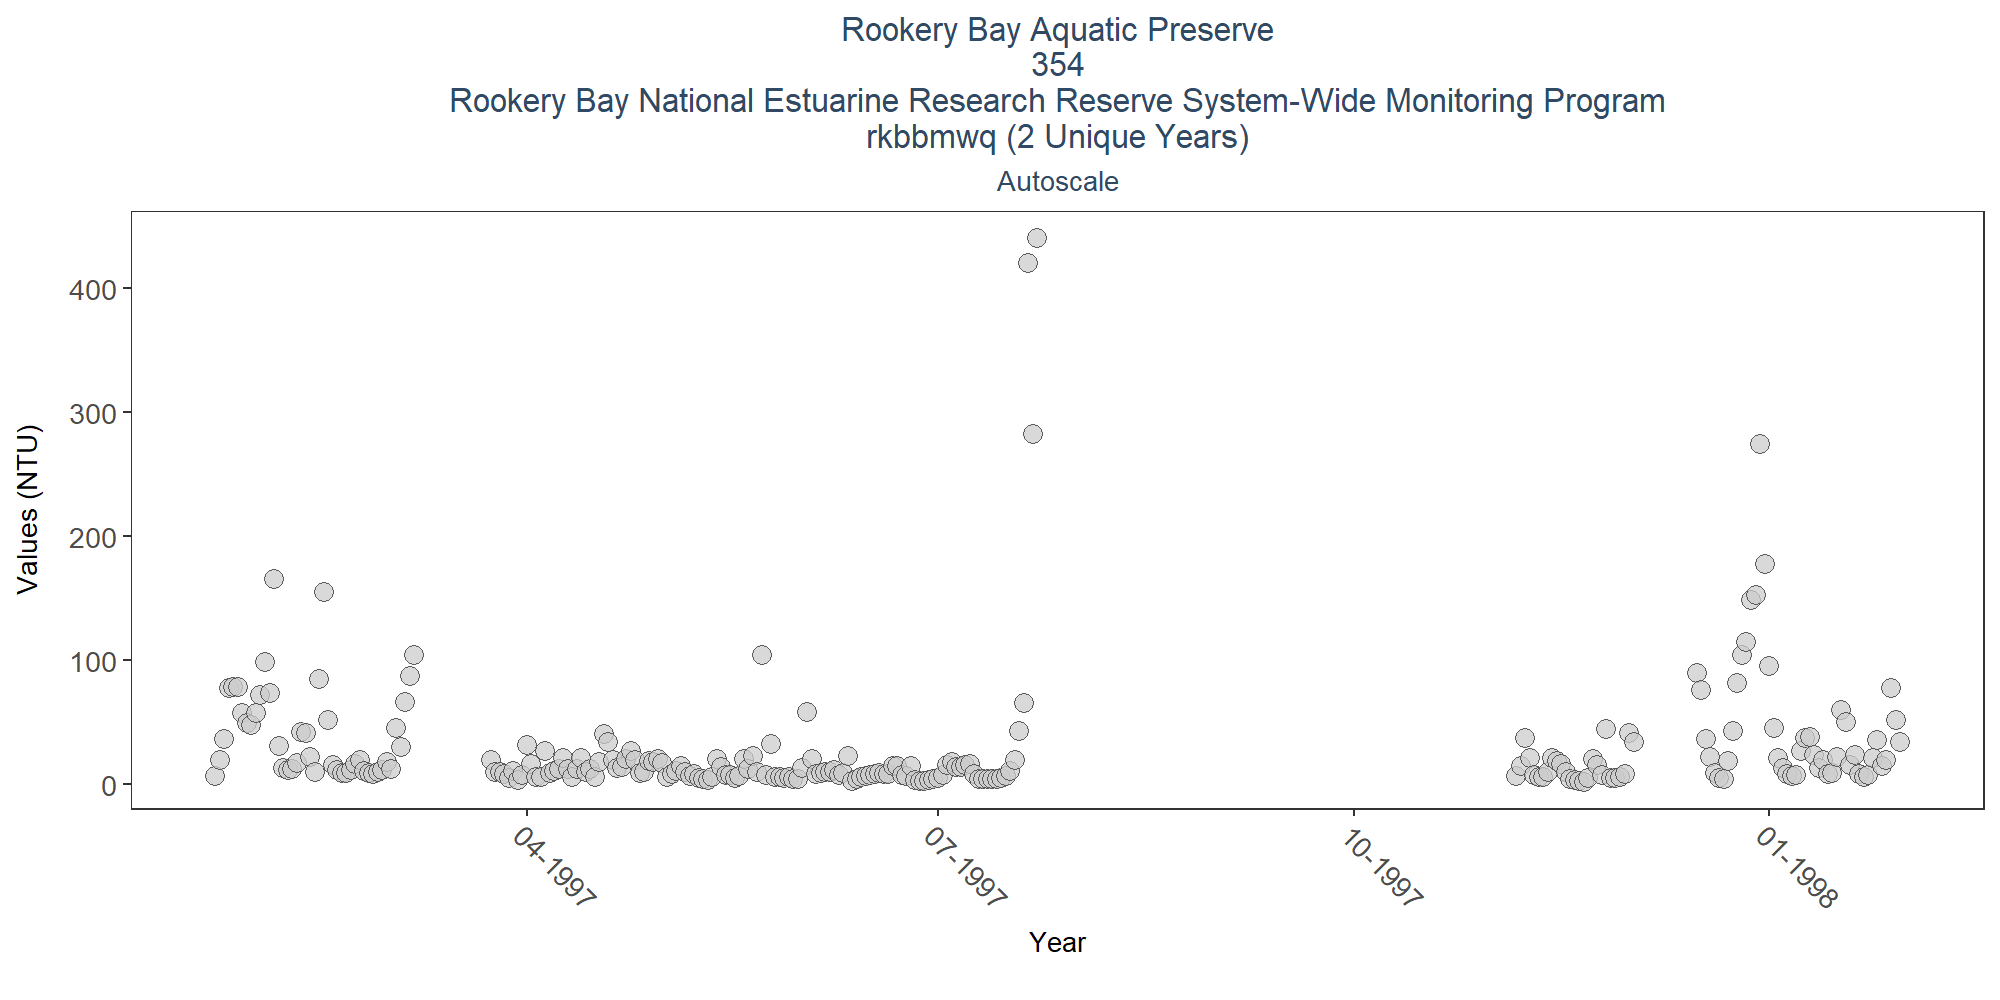 Rookery Bay Aquatic Preserve
354
Rookery Bay National Estuarine Research Reserve System-Wide Monitoring Program
rkbbmwq (2 Unique Years)
Autoscale
Values (NTU)
400
300
200
100
0
04-1997
07-1997
10-1997
01-1998
Year